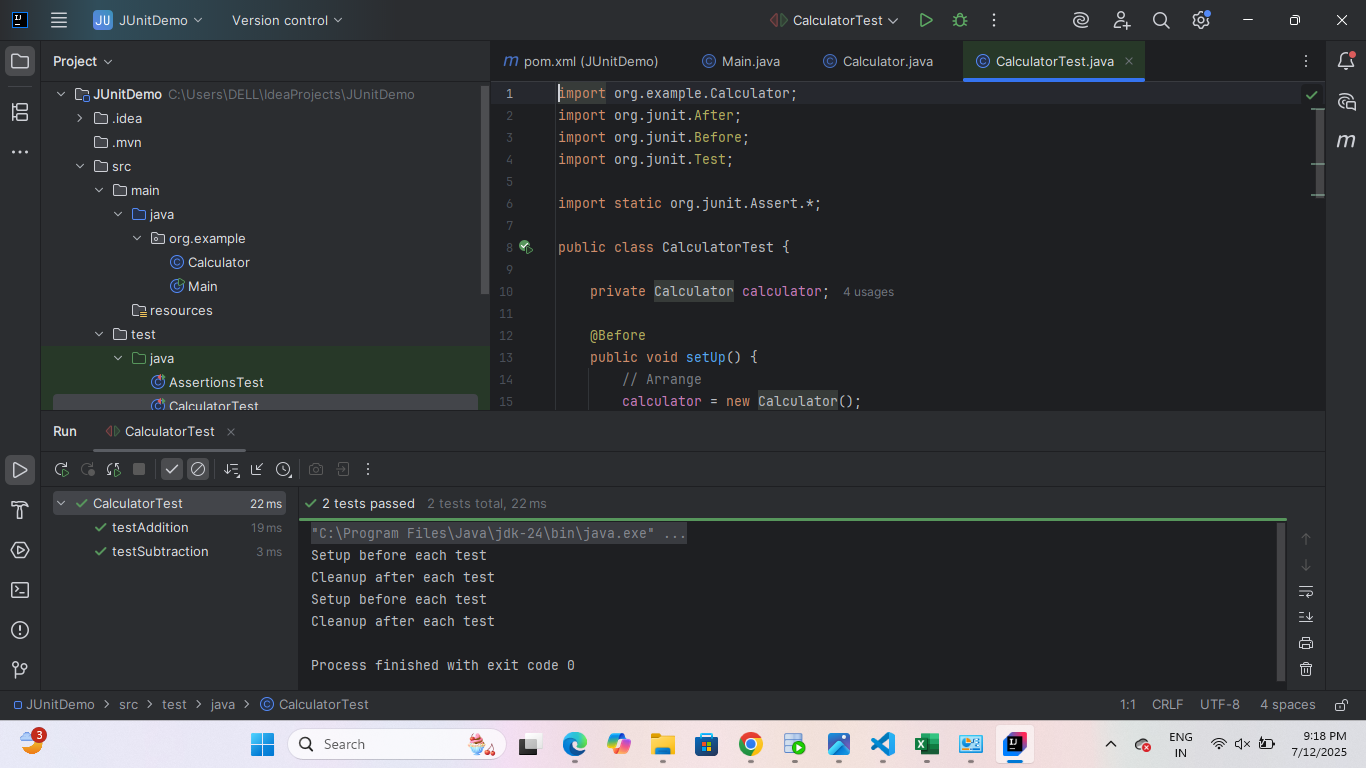 JU JUnitDemo Version control CalculatorTest
Project
JUnitDemo C:\Users\DELL\IdeaProjects\JUnitDemo
.idea
.mvn
src
main
java
org.example
Calculator
Main
resources
test
java
AssertionsTest
CalculatorTest
m pom.xml (JUnitDemo) Main.java Calculator.java CalculatorTest.java
1 import org.example.Calculator;
2 import org.junit.After;
3 import org.junit.Before;
4 import org.junit.Test;
5
6 import static org.junit.Assert.*;
7
8 public class CalculatorTest {
9
10 private Calculator calculator; 4 usages
11
12 @Before
13 public void setUp() {
14 // Arrange
15 calculator = new Calculator();
m
Run CalculatorTest
CalculatorTest 22 ms
testAddition 19 ms
testSubtraction 3 ms
2 tests passed 2 tests total, 22 ms
"C:\Program Files\Java\jdk-24\bin\java.exe" ...
Setup before each test
Cleanup after each test
Setup before each test
Cleanup after each test
Process finished with exit code 0
JUnitDemo > src > test > java > CalculatorTest 1:1 CRLF UTF-8 4 spaces
3
Search
ENG
IN
9:18 PM
7/12/2025